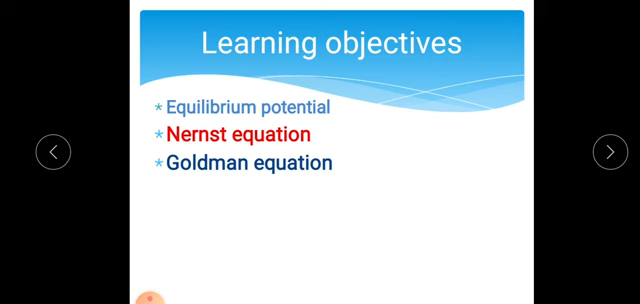 Learning objectives
* Equilibrium potential
* Nernst equation
* Goldman equation